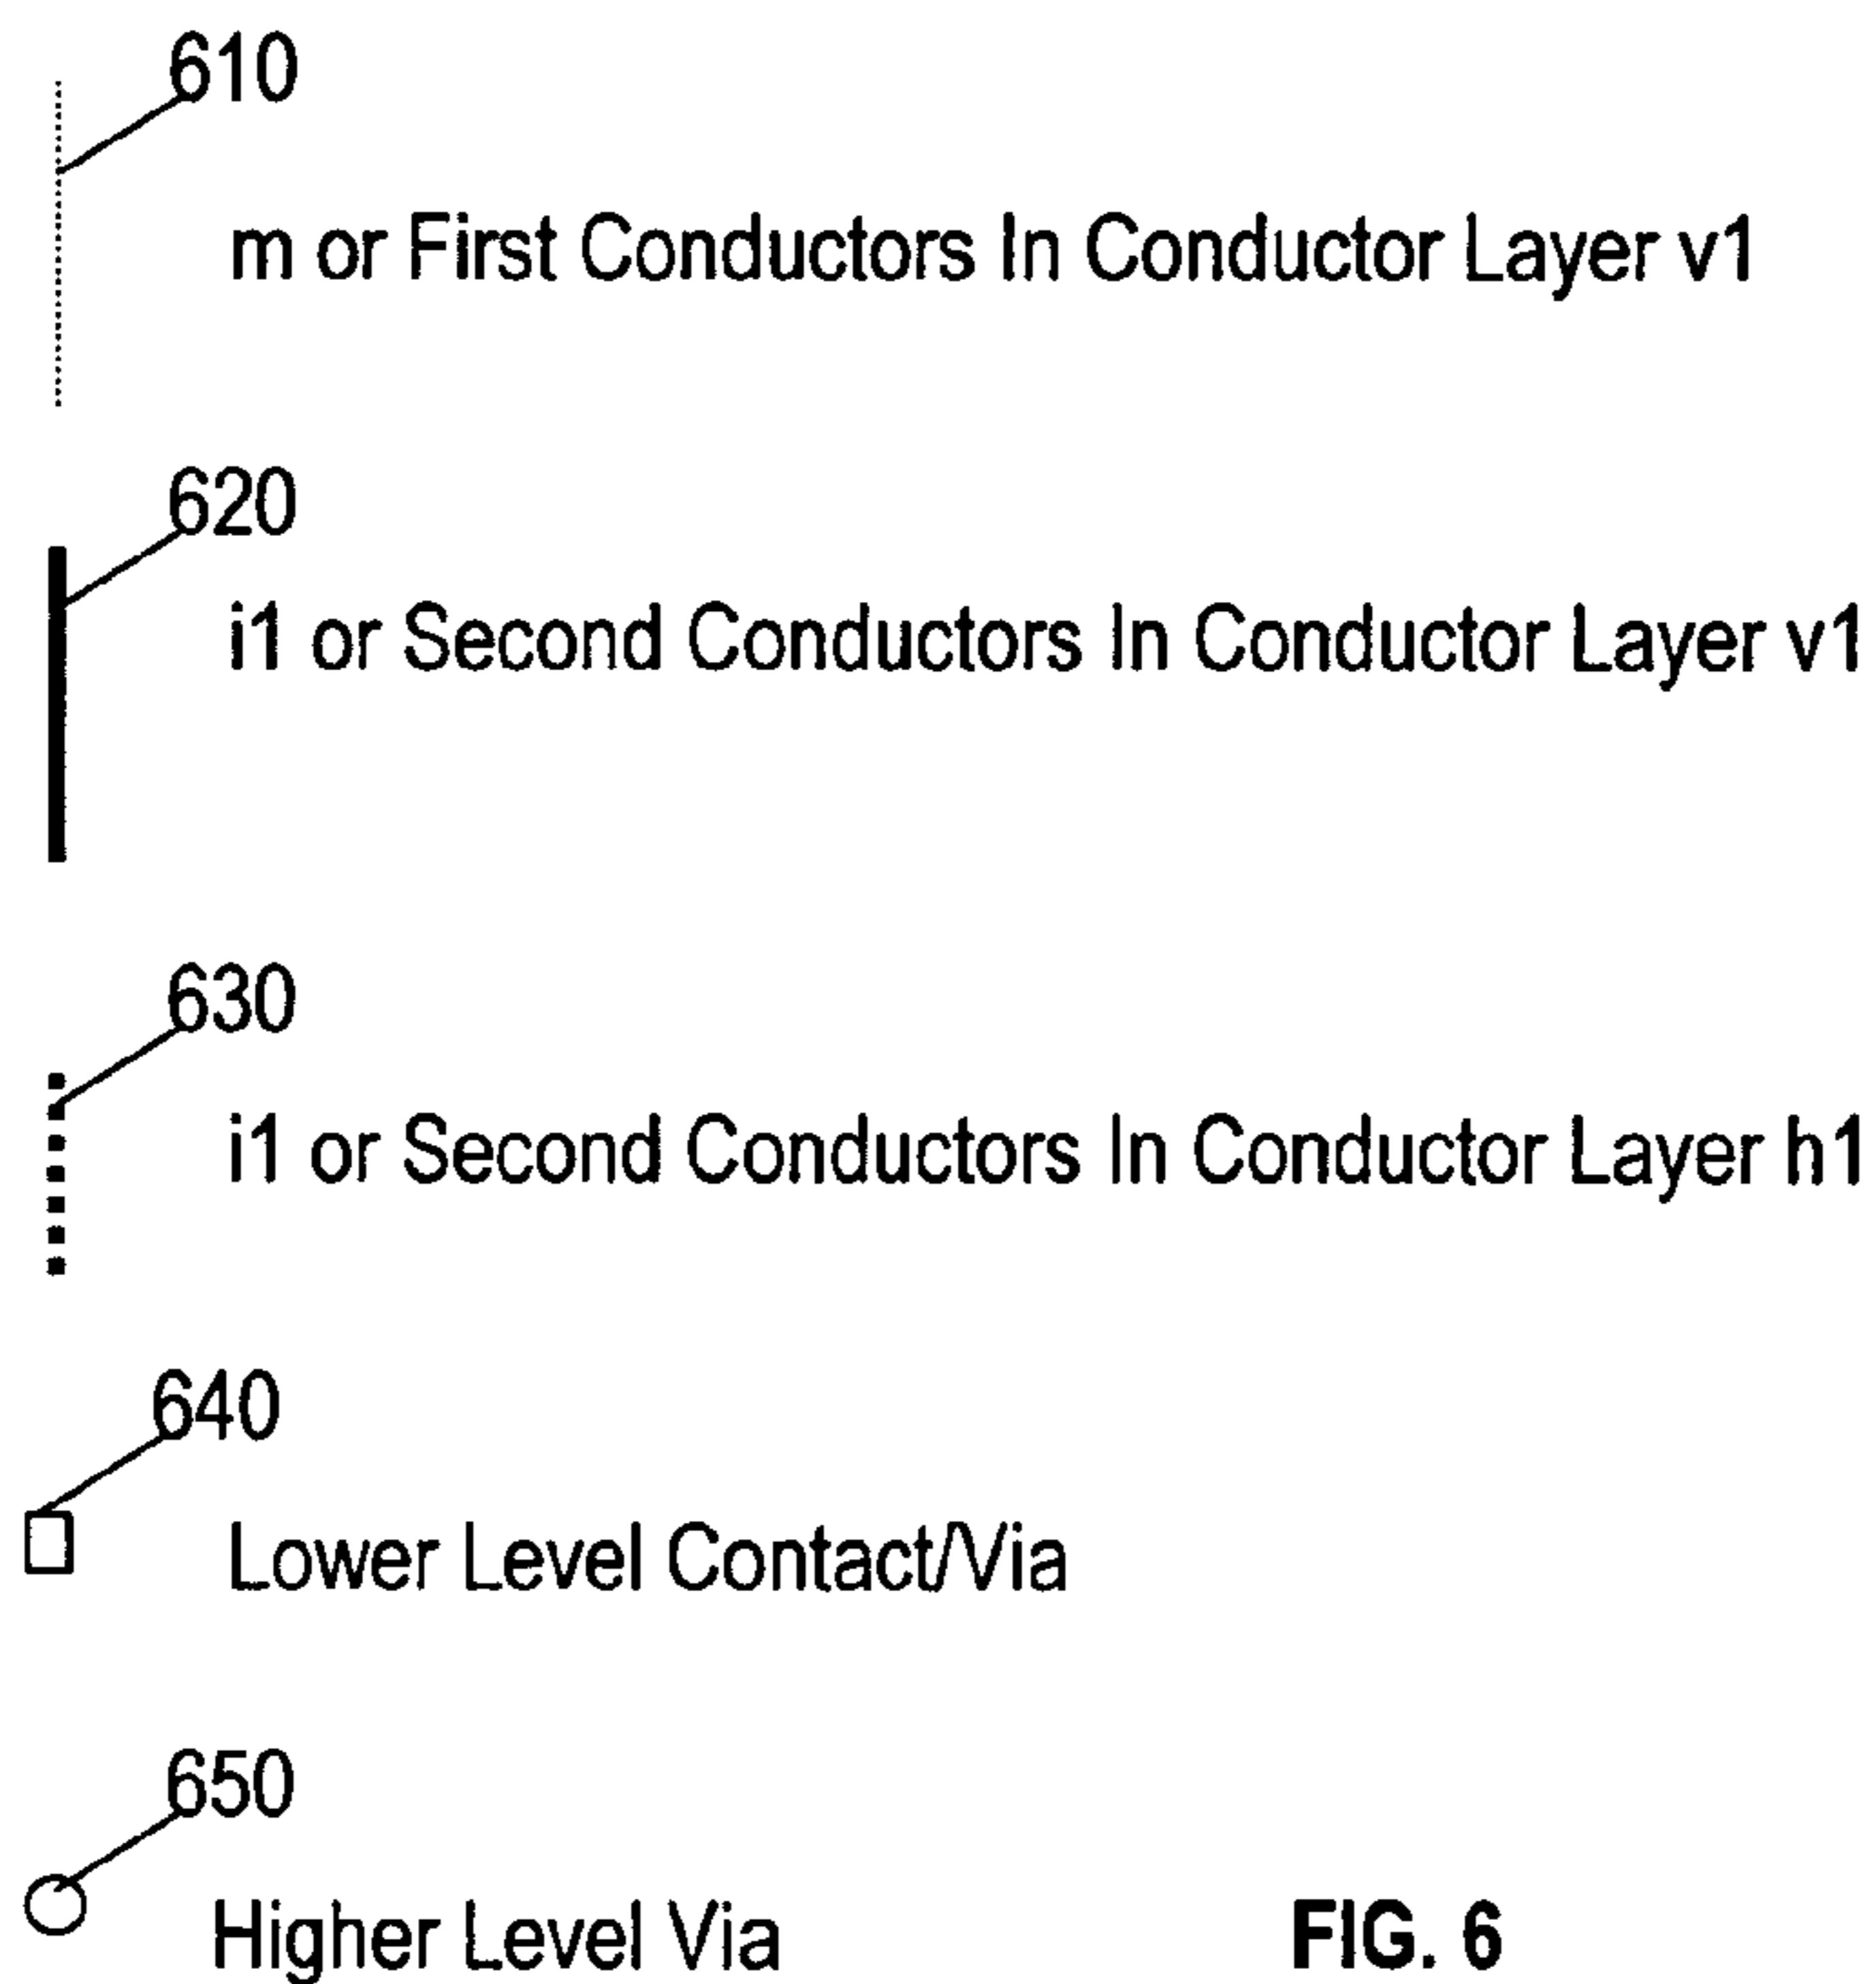 610
m or First Conductors In Conductor Layer v1
620
i1 or Second Conductors In Conductor Layer v1
630
i1 or Second Conductors In Conductor Layer h1
640
Lower Level Contact/Via
650
Higher Level Via
FIG. 6